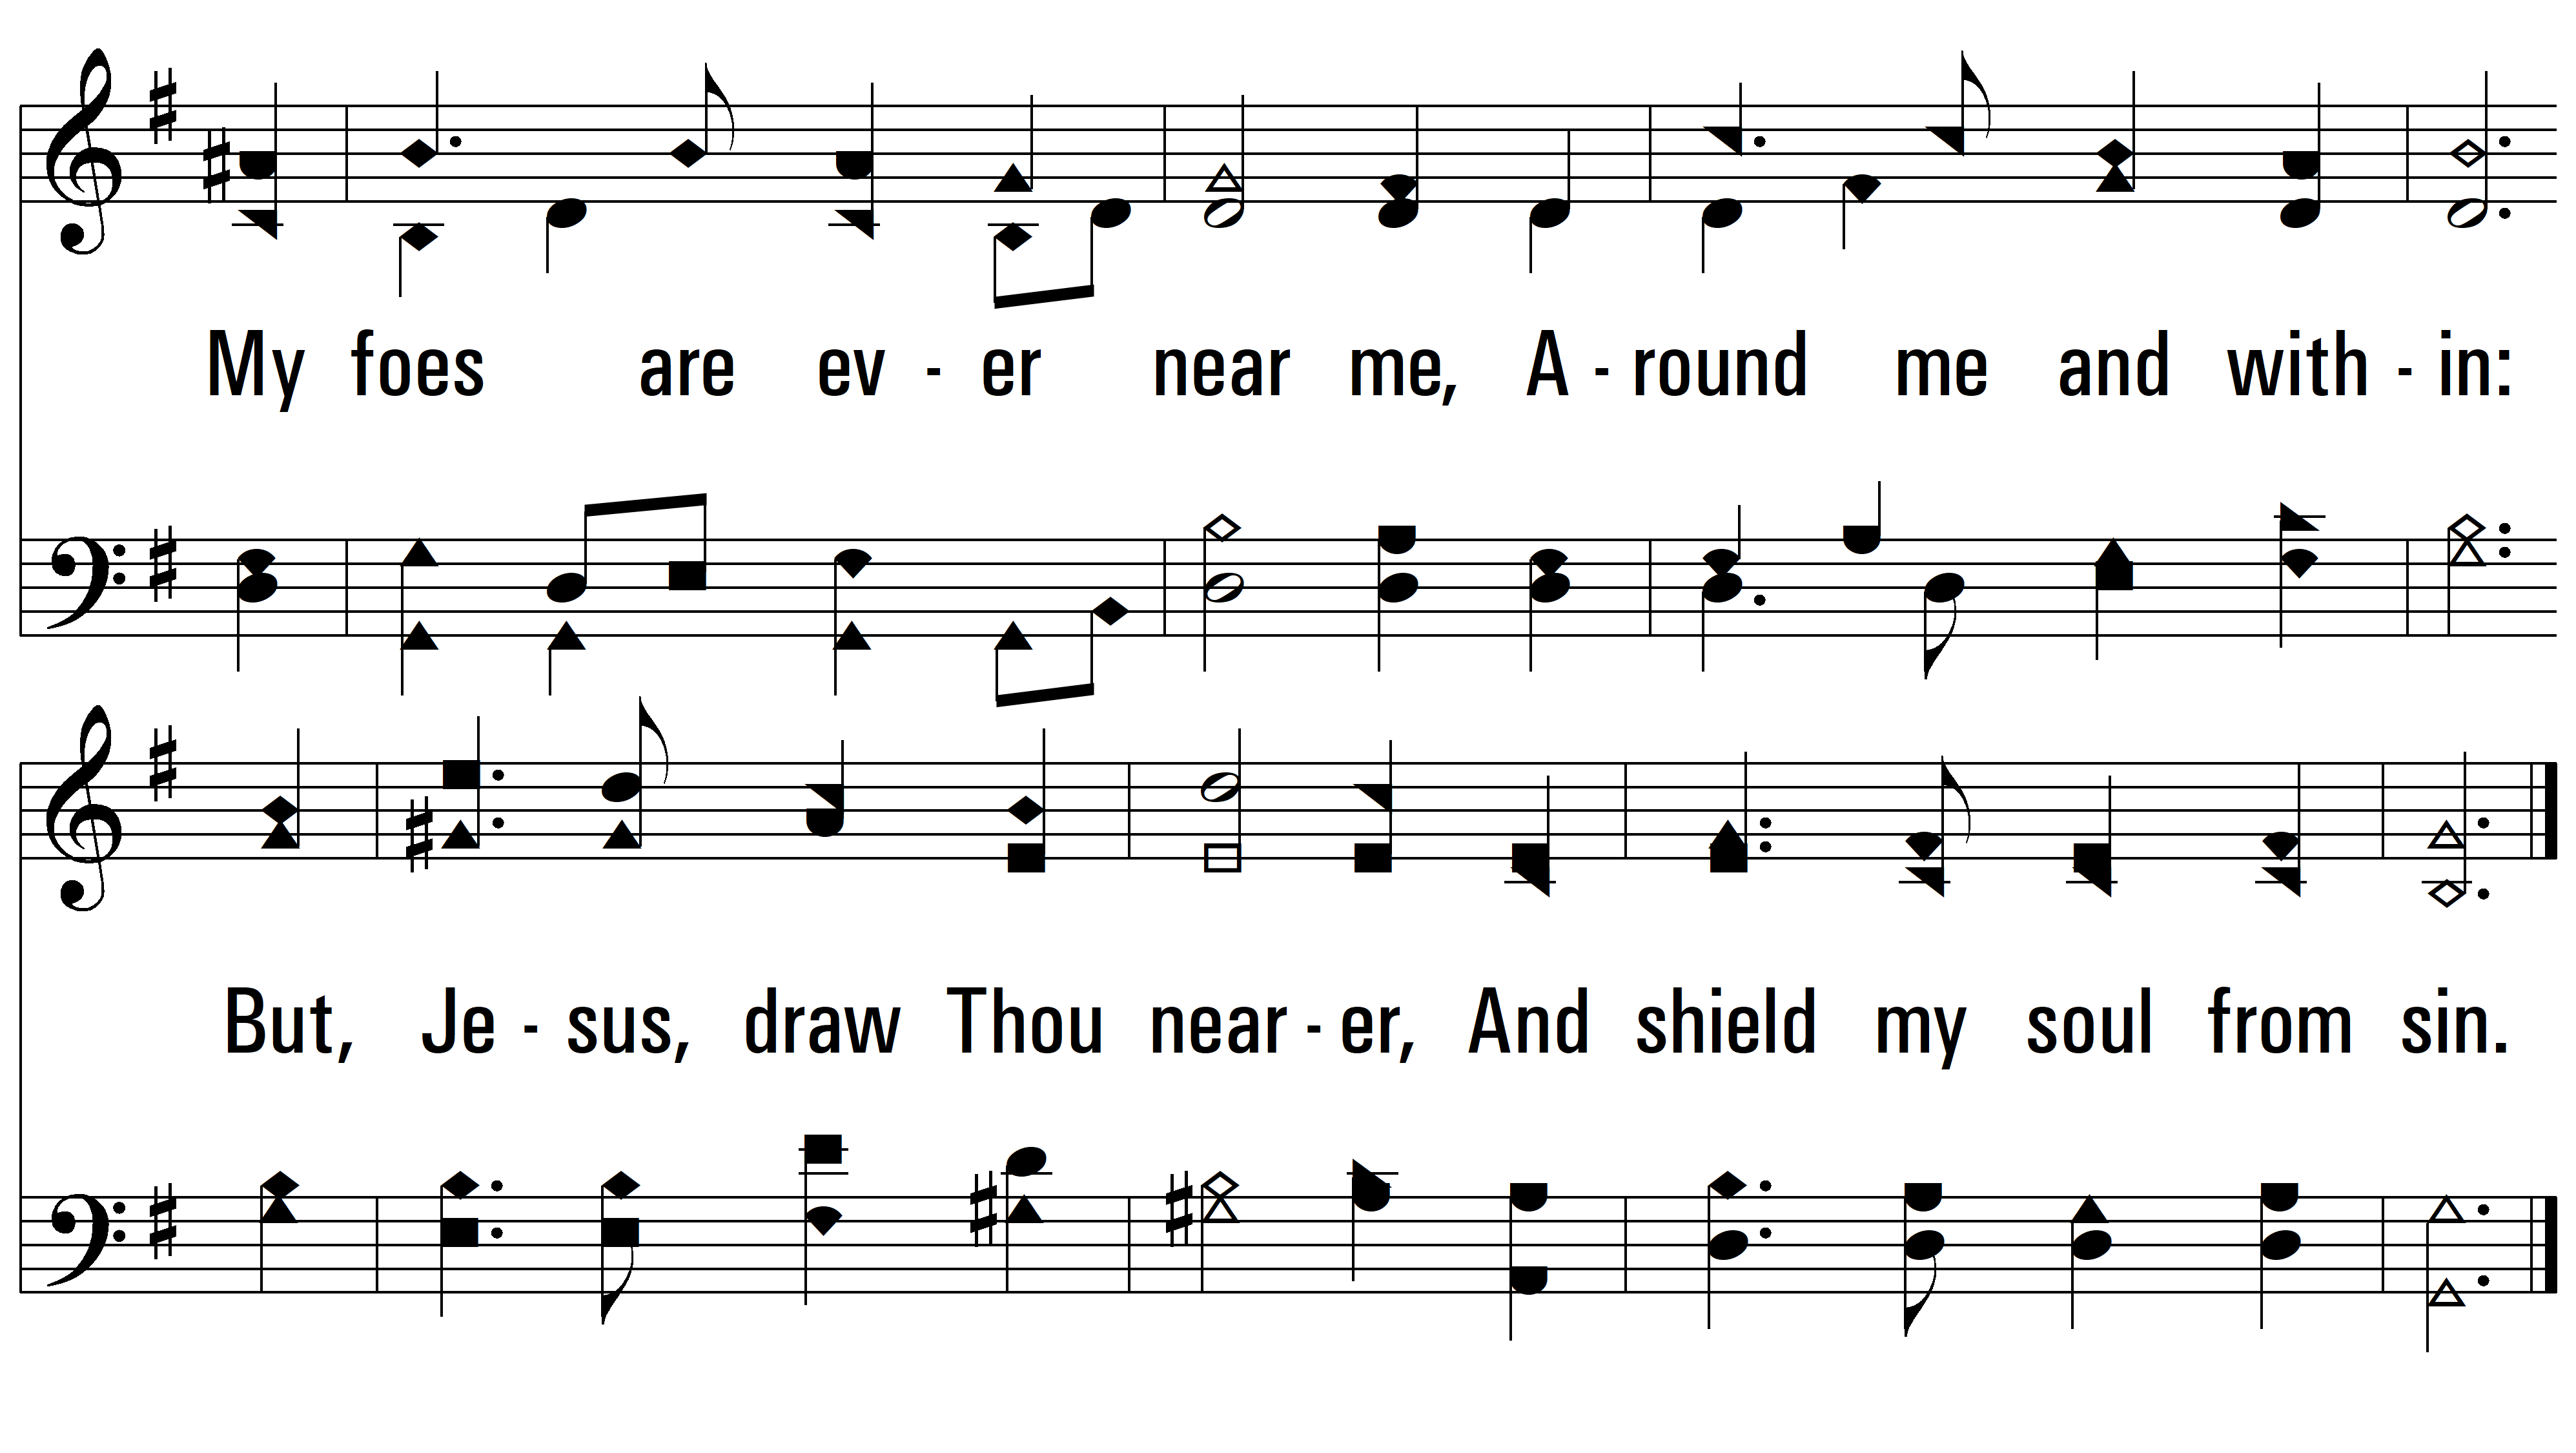 My foes are ev - er near me, A - round me and with - in:
But, Je - sus, draw Thou near - er, And shield my soul from sin.